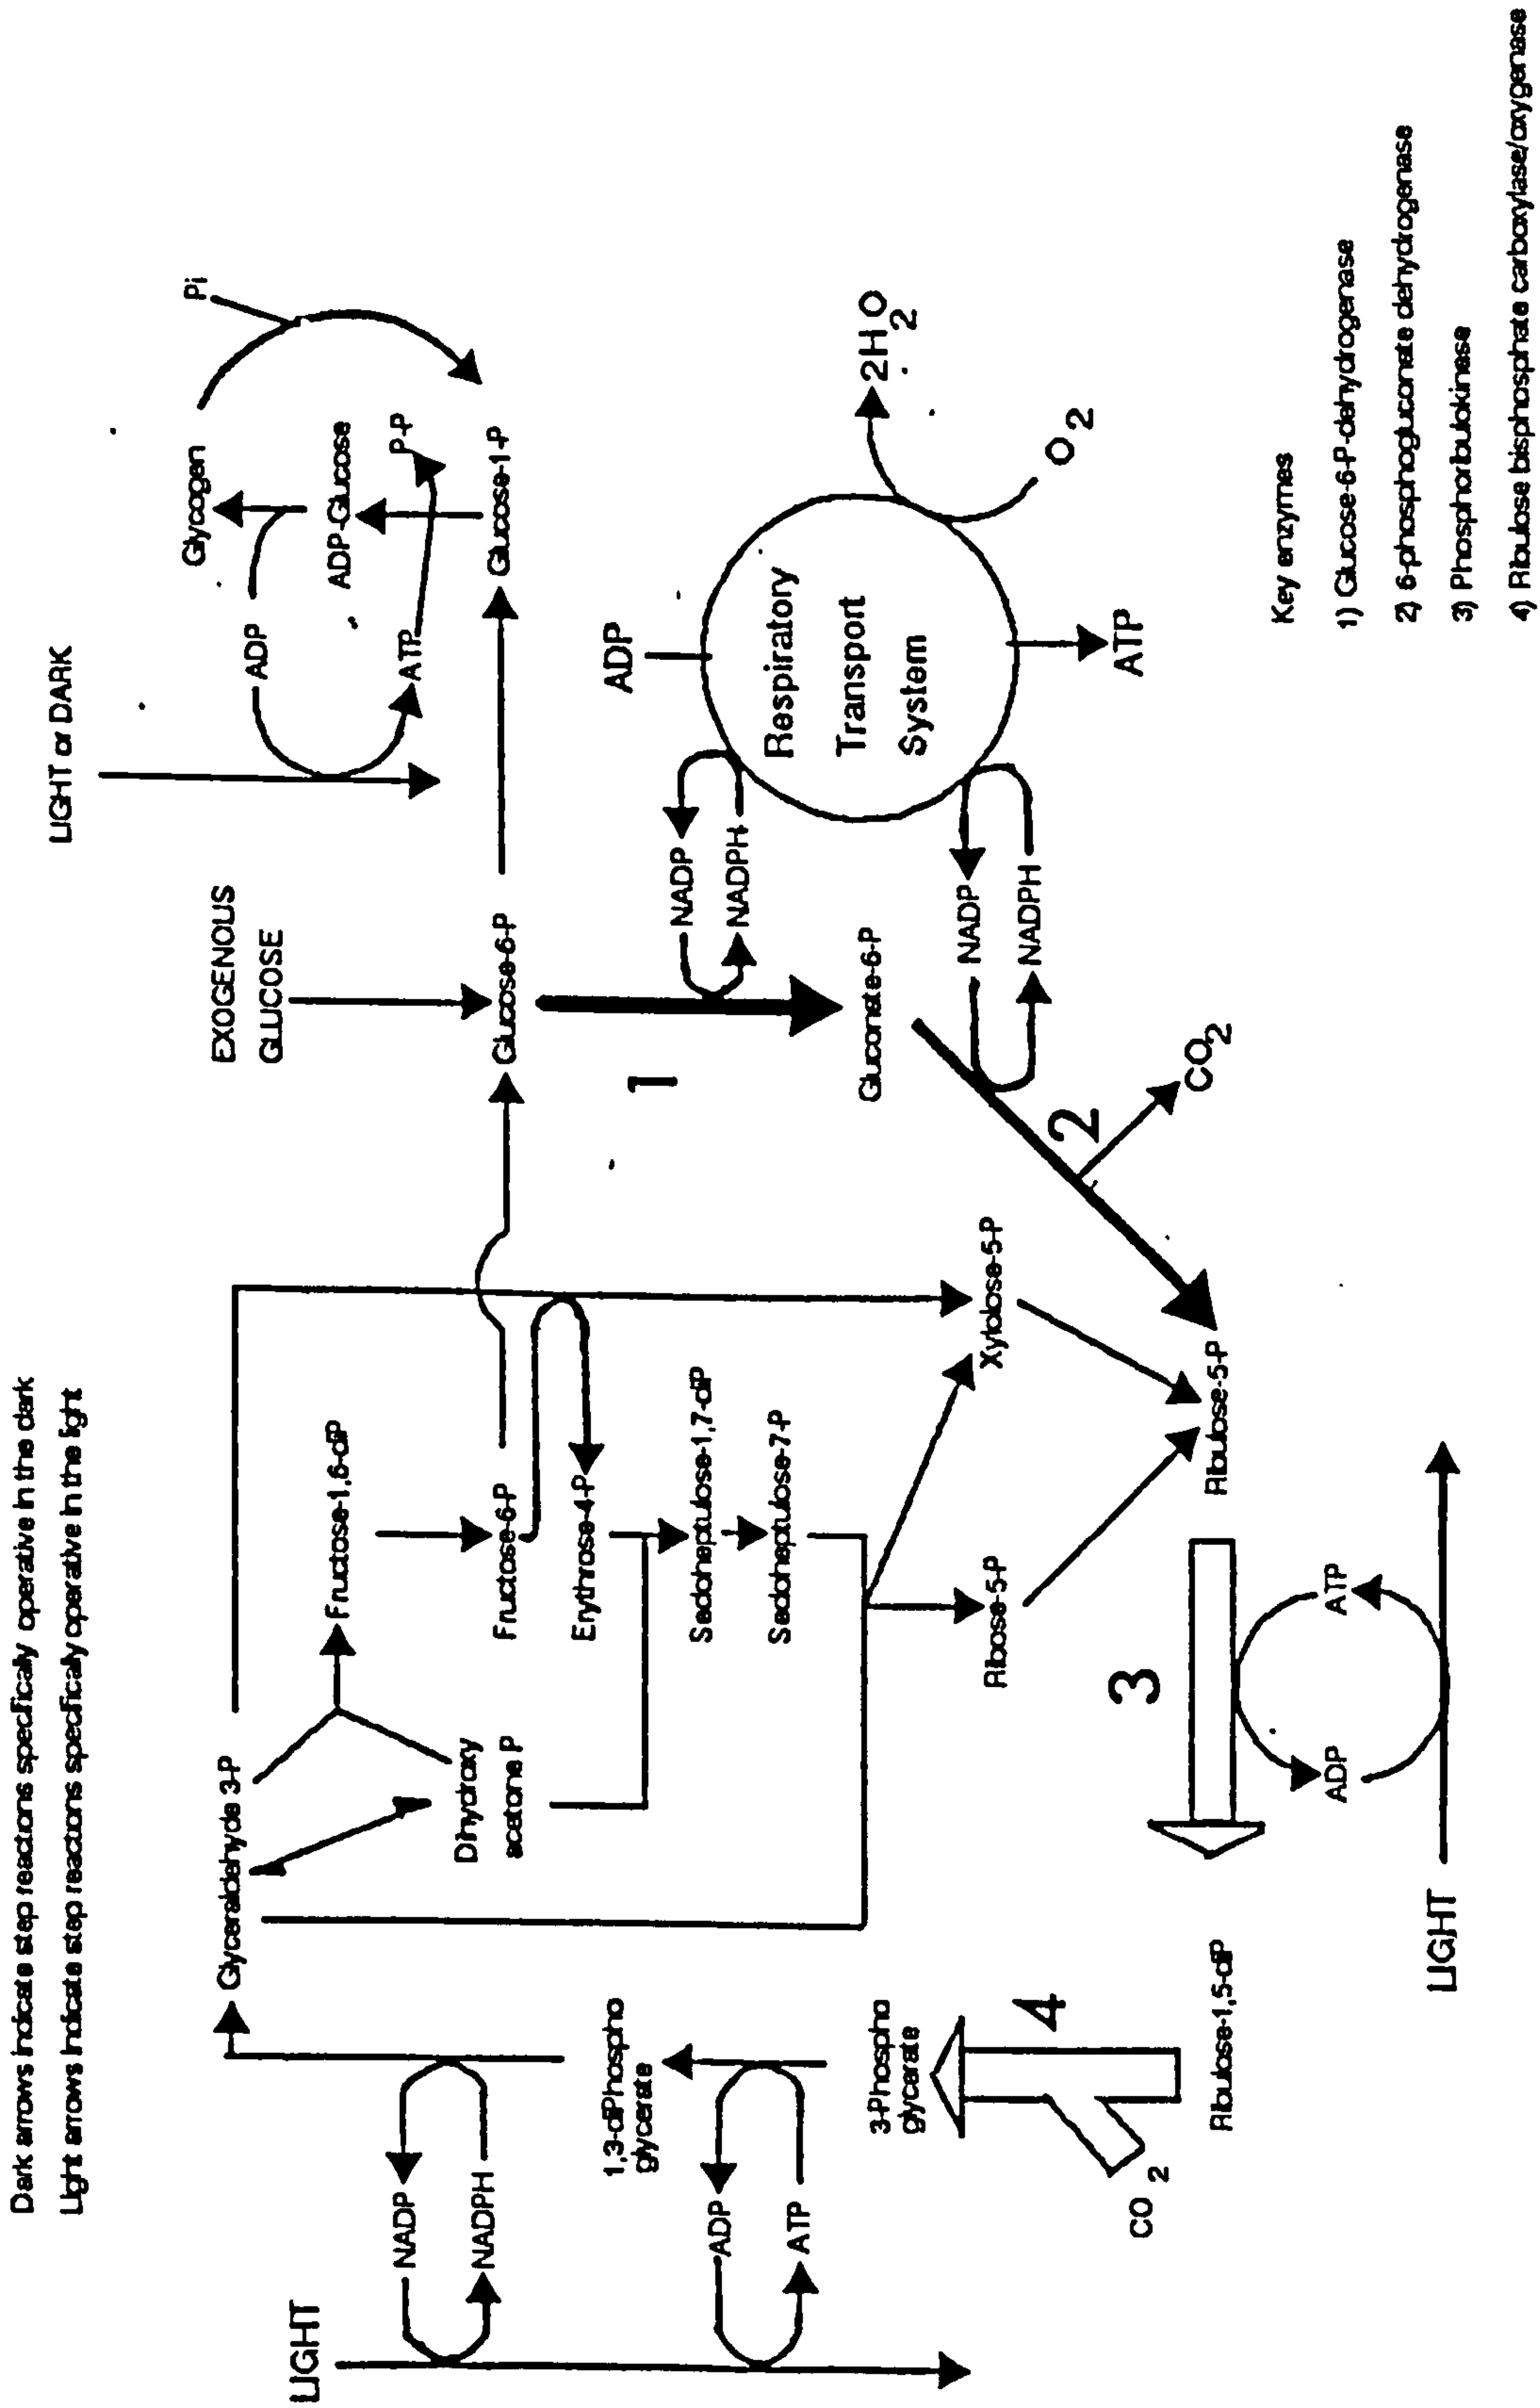 Dark arrows indicate step reactions specifically operative in the dark
Light arrows indicate step reactions specifically operative in the light
LIGHT
NADP
NADPH
ADP
ATP
Glyceraldehyde 3-P
1,3-diPhospho
glycerate
3-Phospho
glycerate
4
CO2
Ribulose-1,5-diP
Dihydroxy
acetone P
Fructose-1,6-diP
Fructose-6-P
Erythrose-4-P
Sedoheptulose-1,7-diP
Sedoheptulose-7-P
Ribose-5-P
Xylolose-5-P
Ribulose-5-P
3
ADP
ATP
LIGHT
EXOGENOUS
GLUCOSE
Glucose-6-P
1
NADP
NADPH
Gluconate-6-P
NADP
NADPH
2
CO2
LIGHT or DARK
ADP
ATP
Glycogen
Pi
ADP-Glucose
P-P
Glucose-1-P
ADP
Respiratory
Transport
System
ATP
2H2O
O2
Key enzymes
1) Glucose-6-P-dehydrogenase
2) 6-phosphogluconate dehydrogenase
3) Phosphoribulokinase
4) Ribulose bisphosphate carboxylase/oxygenase